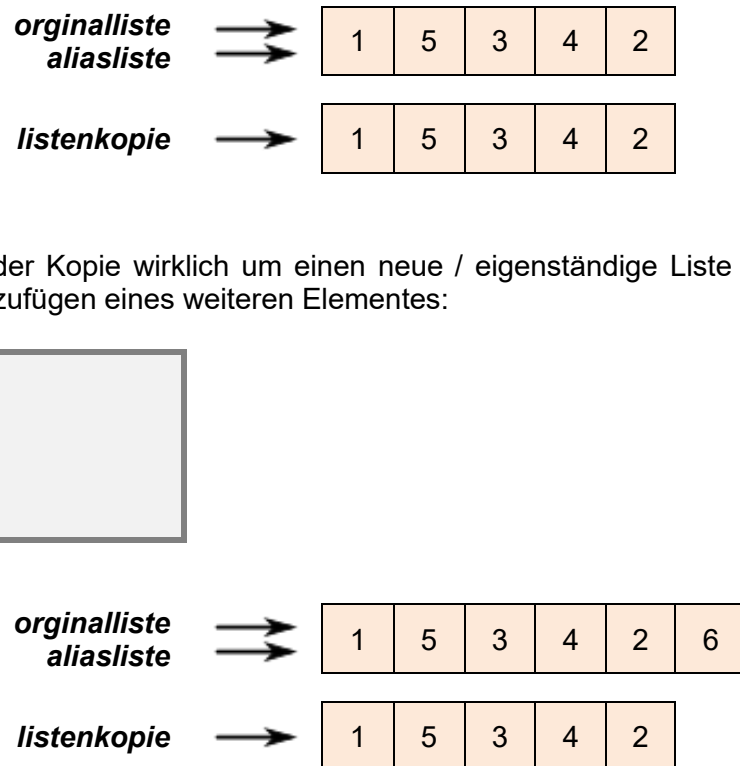 orginalliste
aliasliste
1 5 3 4 2
listenkopie 1 5 3 4 2
der Kopie wirklich um einen neue / eigenständige Liste
zufügen eines weiteren Elementes:
orginalliste
aliasliste
1 5 3 4 2 6
listenkopie 1 5 3 4 2